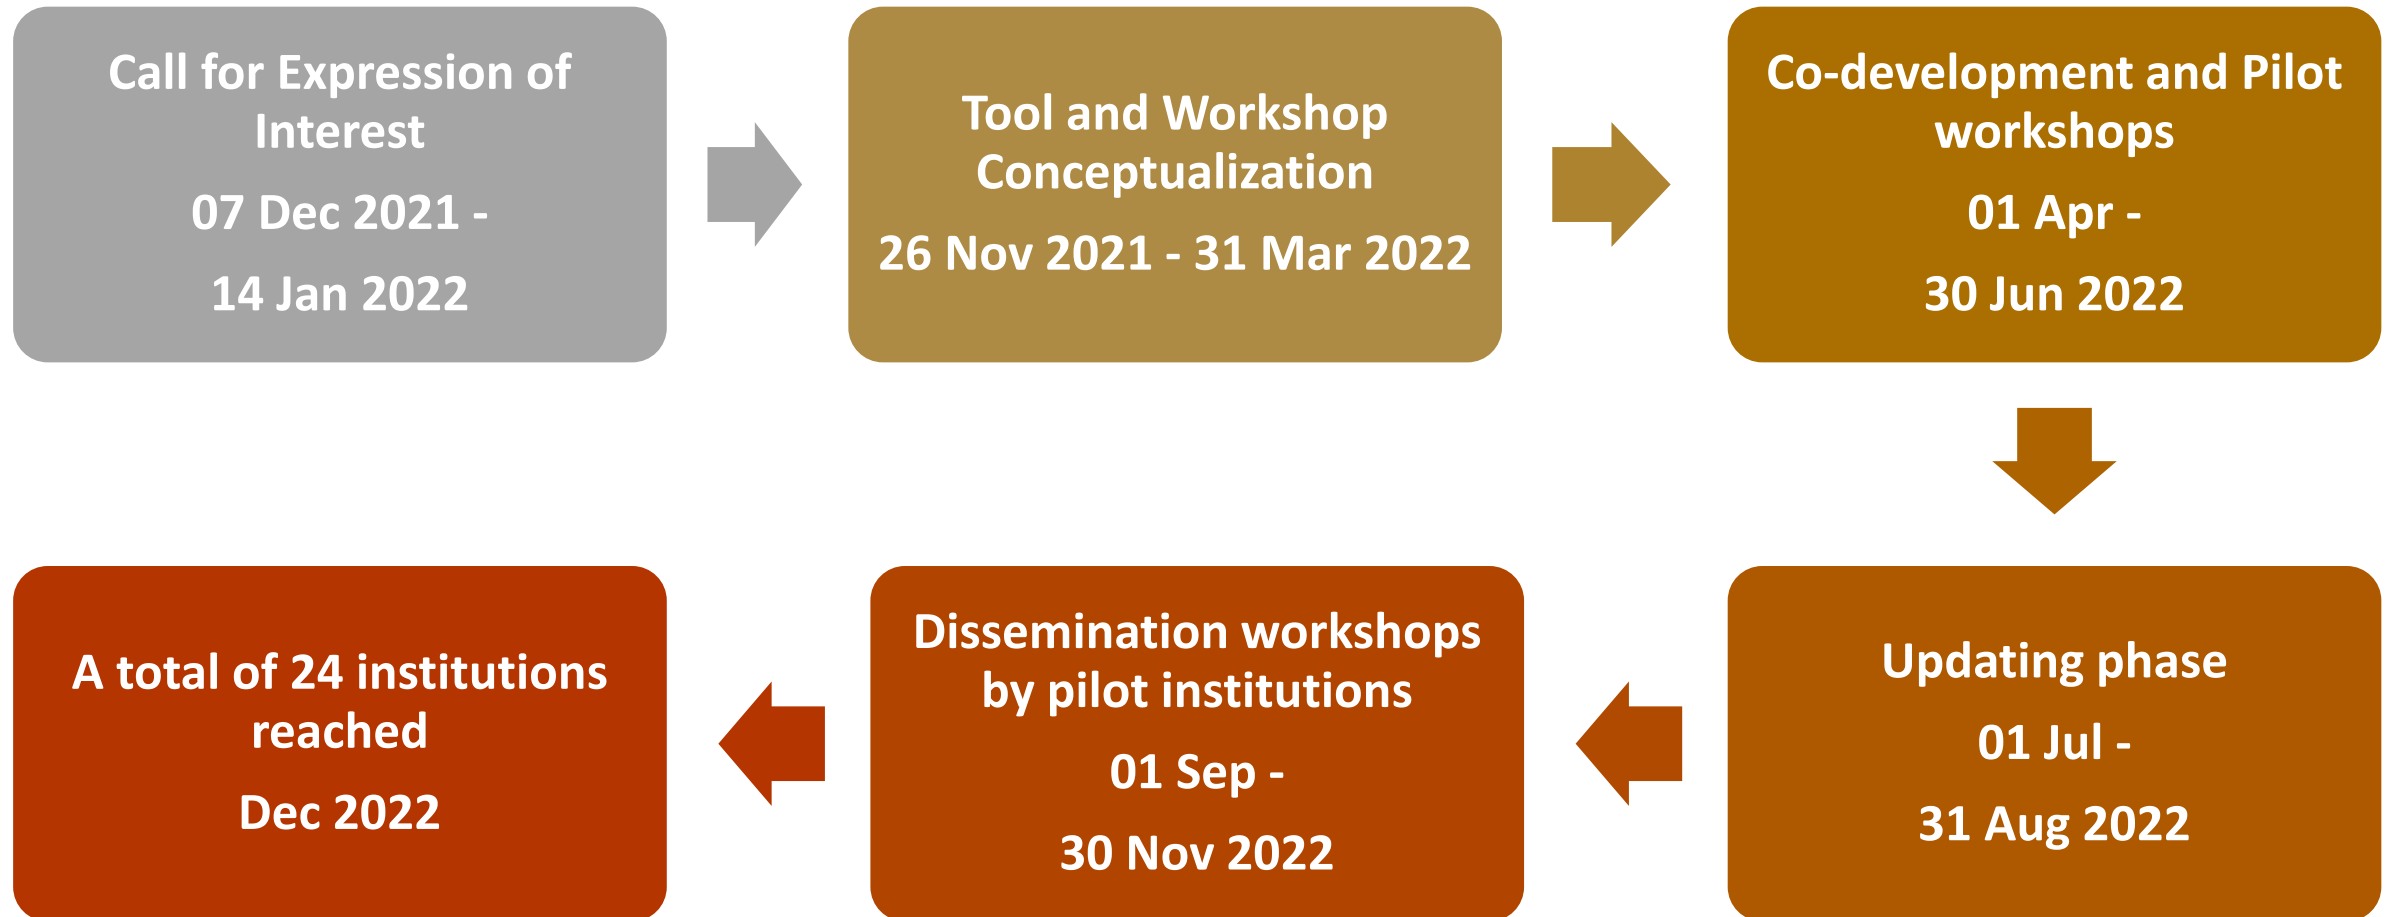 Call for Expression of
Interest
07 Dec 2021 -
14 Jan 2022
Tool and Workshop
Conceptualization
26 Nov 2021 - 31 Mar 2022
Co-development and Pilot
workshops
01 Apr -
30 Jun 2022
Updating phase
01 Jul -
31 Aug 2022
Dissemination workshops
by pilot institutions
01 Sep -
30 Nov 2022
A total of 24 institutions
reached
Dec 2022